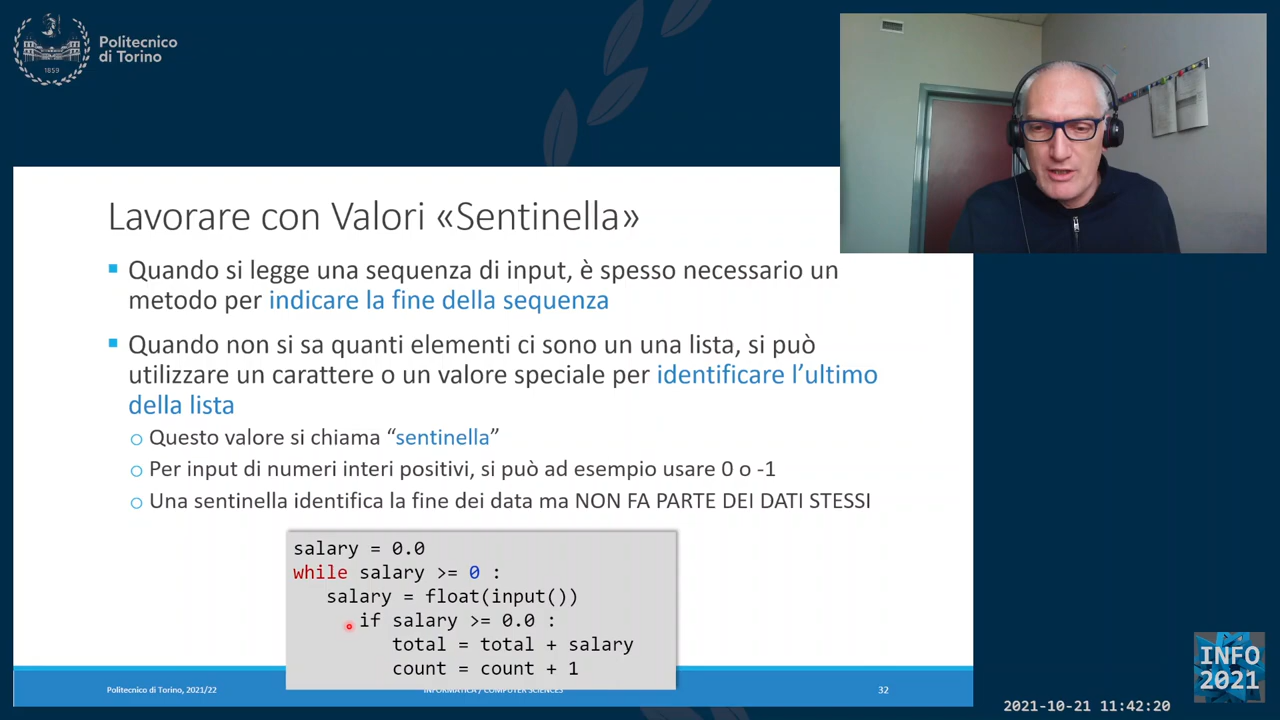 Politecnico
di Torino
1859
Lavorare con Valori «Sentinella»
Quando si legge una sequenza di input, è spesso necessario un
metodo per indicare la fine della sequenza
Quando non si sa quanti elementi ci sono un una lista, si può
utilizzare un carattere o un valore speciale per identificare l'ultimo
della lista
Questo valore si chiama “sentinella”
Per input di numeri interi positivi, si può ad esempio usare 0 o -1
Una sentinella identifica la fine dei data ma NON FA PARTE DEI DATI STESSI
salary = 0.0
while salary >= 0 :
salary = float(input())
if salary >= 0.0 :
total = total + salary
count = count + 1
Politecnico di Torino, 2021/22
INFORMATICA / COMPUTER SCIENCES
32
INFO
2021
2021-10-21 11:42:20